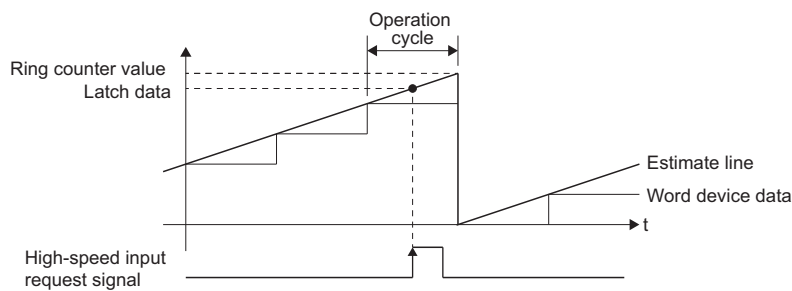 Operation
cycle
Ring counter value
Latch data
Estimate line
Word device data
t
High-speed input
request signal